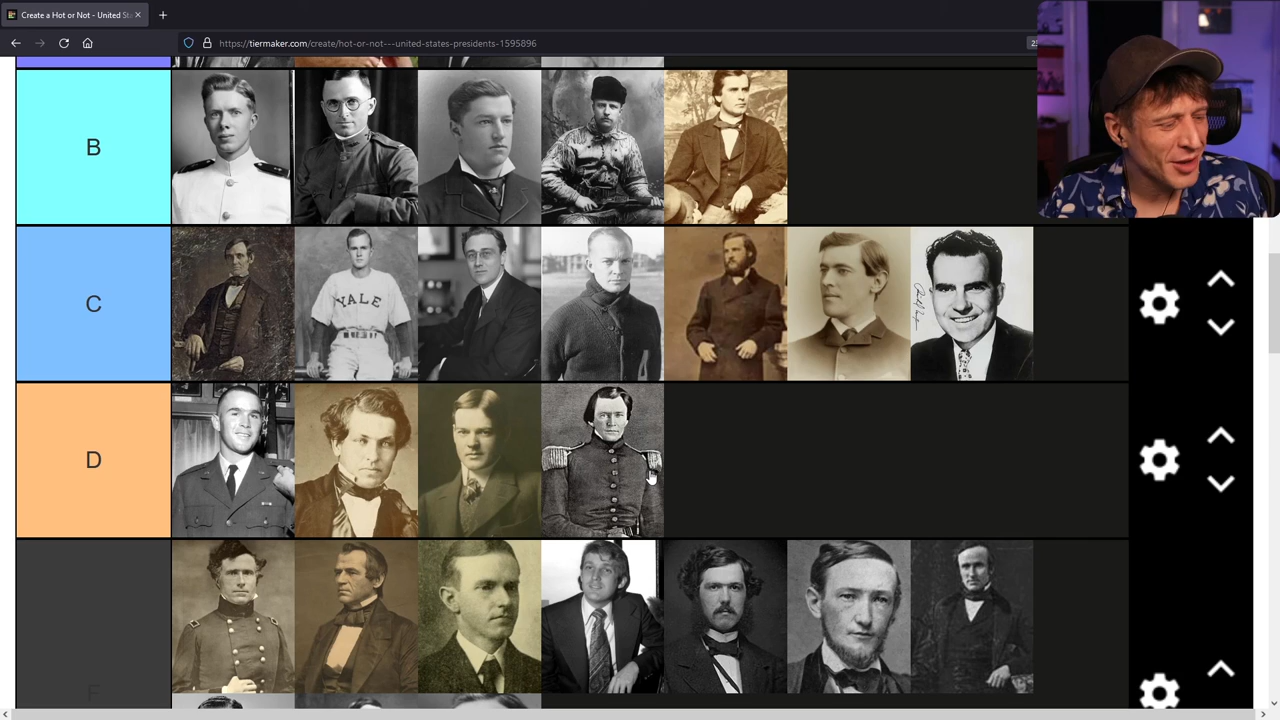 Create a Hot or Not - United St
https://tiermaker.com/create/hot-or-not---united-states-presidents-1595896
B
YALE
C
D
F